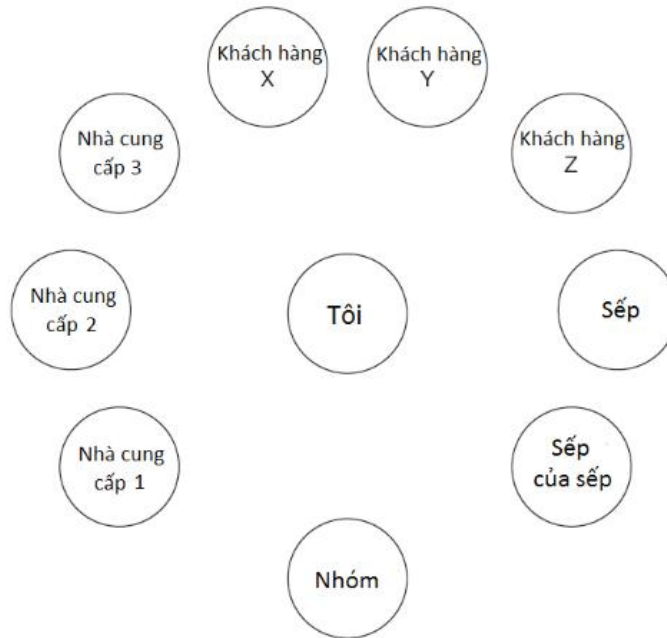 Khách hàng
X
Khách hàng
Y
Nhà cung
cấp 3
Khách hàng
Z
Nhà cung
cấp 2
Tôi
Sếp
Nhà cung
cấp 1
Sếp
của sếp
Nhóm